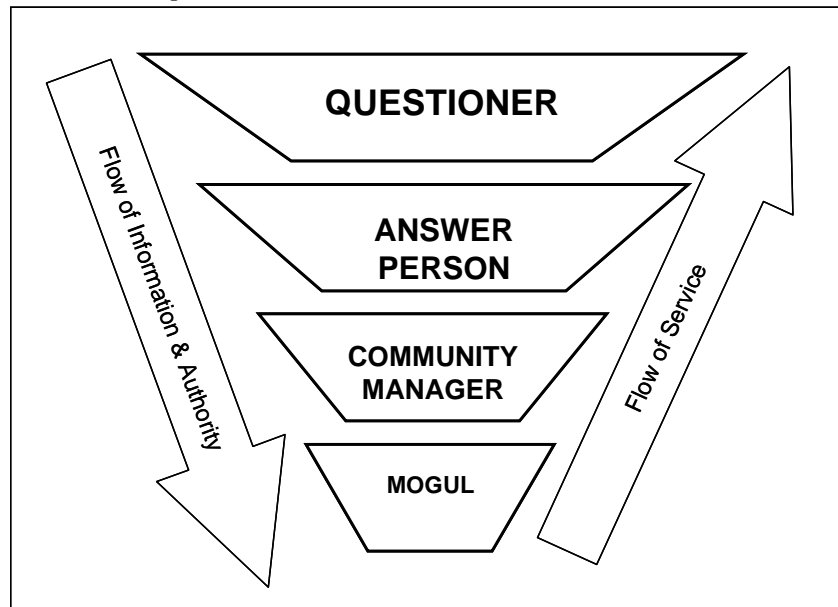 QUESTIONER
ANSWER
PERSON
COMMUNITY
MANAGER
MOGUL
Flow of Information & Authority
Flow of Service